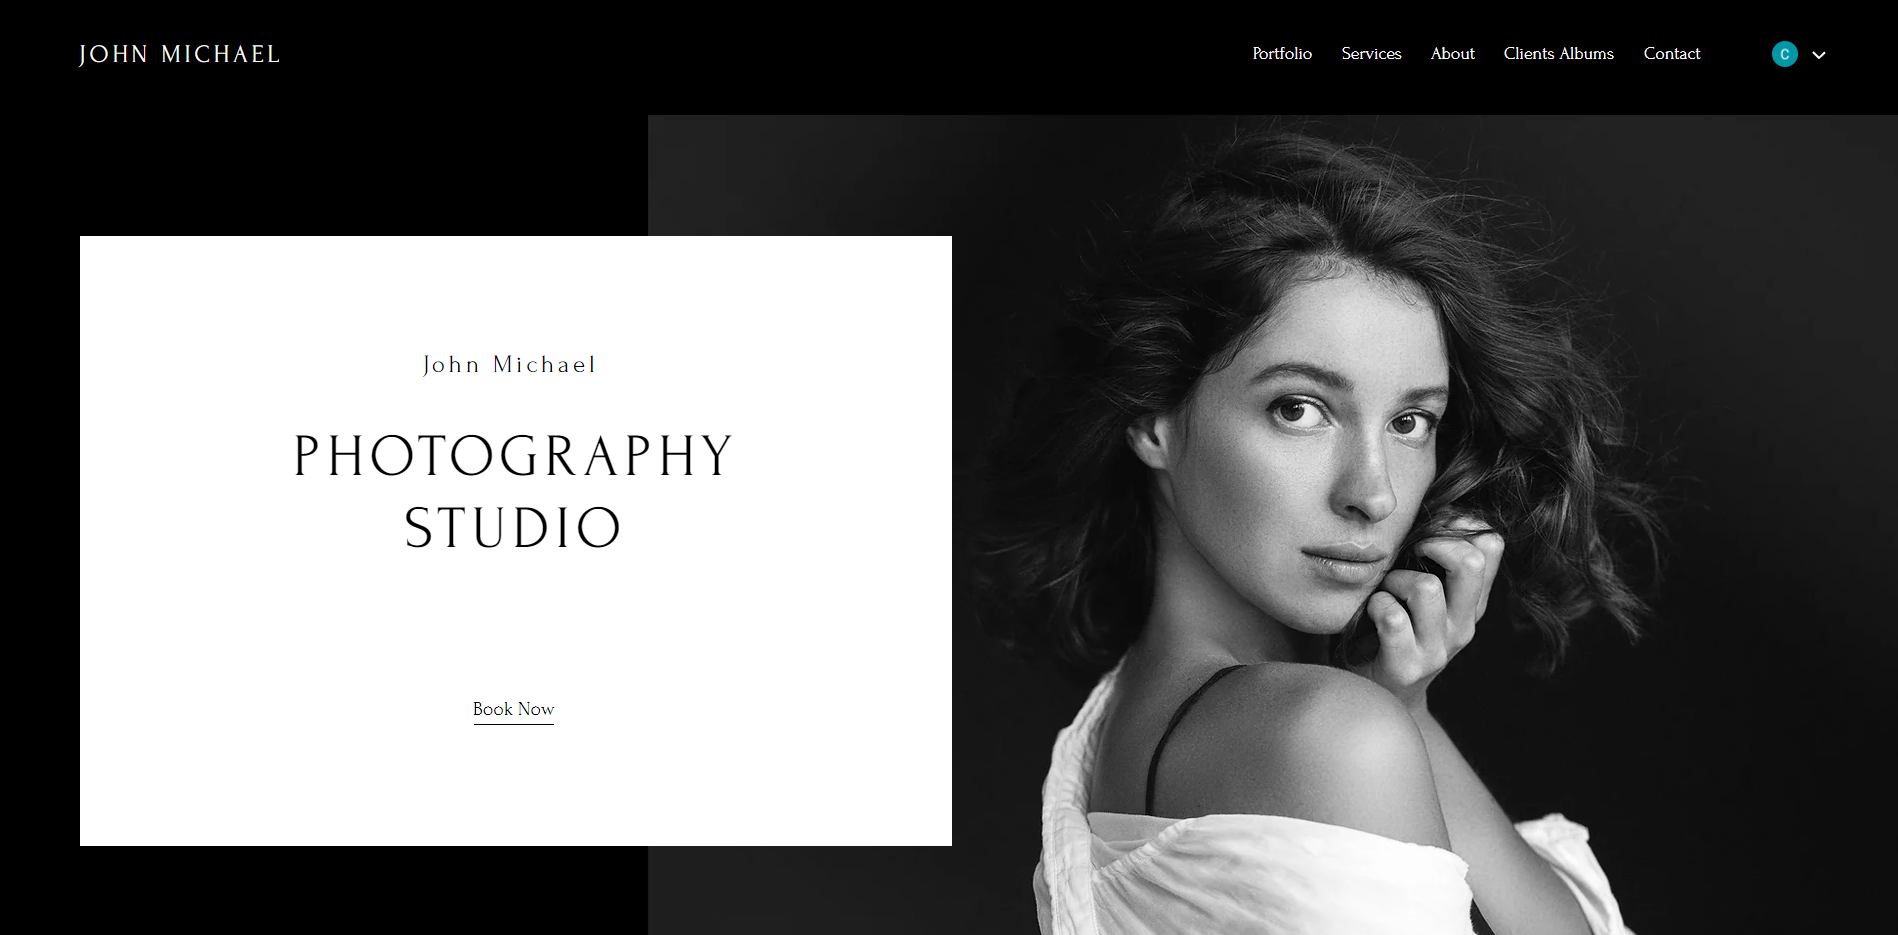 JOHN MICHAEL
Portfolio Services About Clients Albums Contact C
John Michael
PHOTOGRAPHY
STUDIO
Book Now